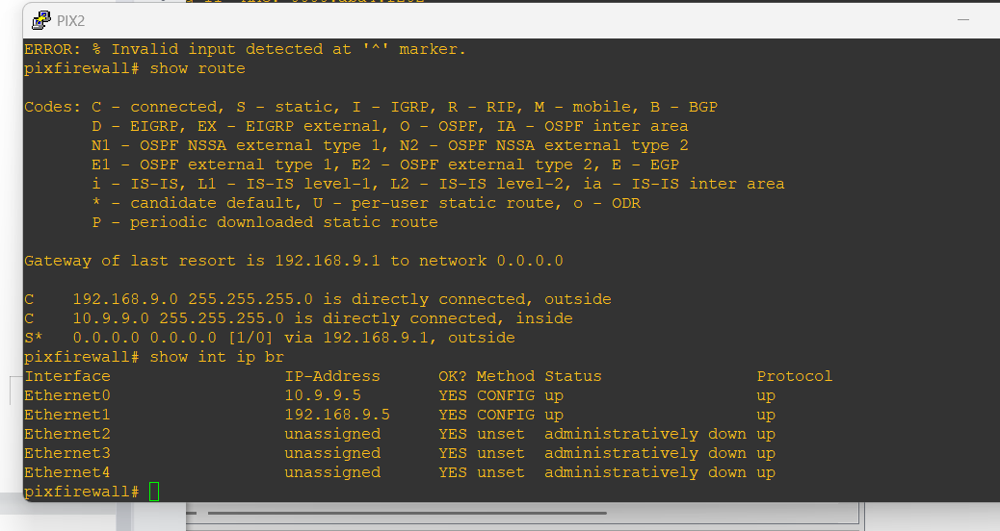 PIX2
ERROR: % Invalid input detected at '^' marker.
pixfirewall# show route
Codes: C - connected, S - static, I - IGRP, R - RIP, M - mobile, B - BGP
D - EIGRP, EX - EIGRP external, O - OSPF, IA - OSPF inter area
N1 - OSPF NSSA external type 1, N2 - OSPF NSSA external type 2
E1 - OSPF external type 1, E2 - OSPF external type 2, E - EGP
i - IS-IS, L1 - IS-IS level-1, L2 - IS-IS level-2, ia - IS-IS inter area
* - candidate default, U - per-user static route, o - ODR
P - periodic downloaded static route
Gateway of last resort is 192.168.9.1 to network 0.0.0.0
C    192.168.9.0 255.255.255.0 is directly connected, outside
C    10.9.9.0 255.255.255.0 is directly connected, inside
S*   0.0.0.0 0.0.0.0 [1/0] via 192.168.9.1, outside
pixfirewall# show int ip br
Interface                  IP-Address      OK? Method Status                Protocol
Ethernet0                  10.9.9.5        YES CONFIG up                    up
Ethernet1                  192.168.9.5     YES CONFIG up                    up
Ethernet2                  unassigned      YES unset  administratively down up
Ethernet3                  unassigned      YES unset  administratively down up
Ethernet4                  unassigned      YES unset  administratively down up
pixfirewall#